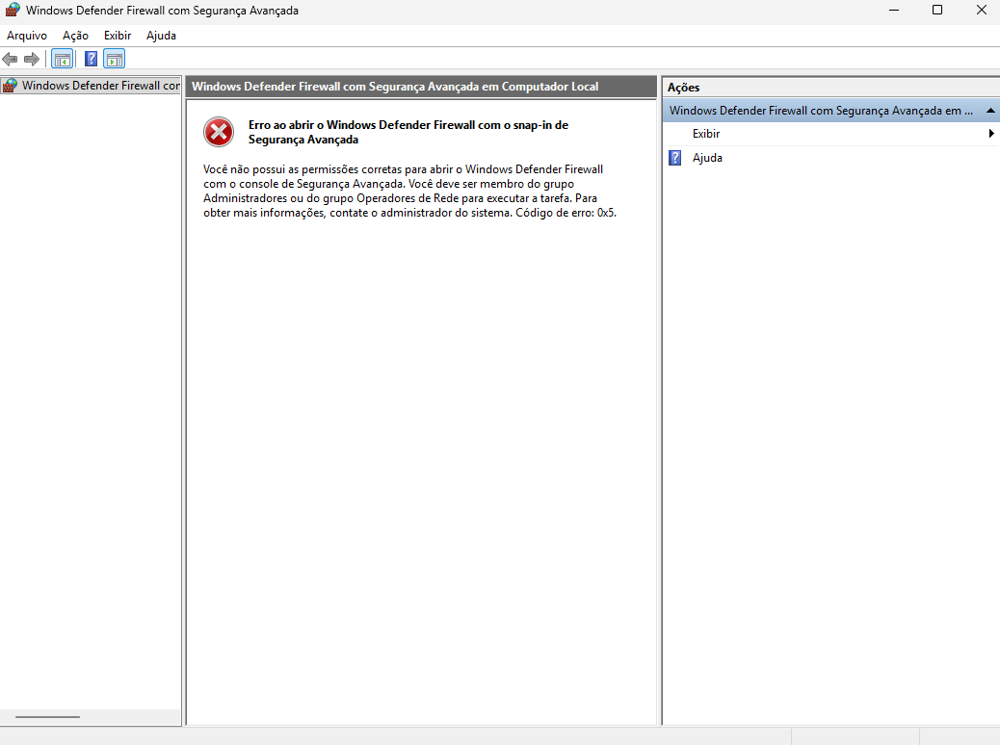 Windows Defender Firewall com Segurança Avançada
Arquivo Ação Exibir Ajuda
Windows Defender Firewall cor
Windows Defender Firewall com Segurança Avançada em Computador Local
Erro ao abrir o Windows Defender Firewall com o snap-in de
Segurança Avançada
Você não possui as permissões corretas para abrir o Windows Defender Firewall
com o console de Segurança Avançada. Você deve ser membro do grupo
Administradores ou do grupo Operadores de Rede para executar a tarefa. Para
obter mais informações, contate o administrador do sistema. Código de erro: 0x5.
Ações
Windows Defender Firewall com Segurança Avançada em ...
Exibir
Ajuda